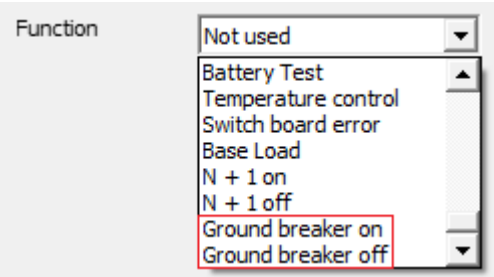 Function
Not used
Battery Test
Temperature control
Switch board error
Base Load
N + 1 on
N + 1 off
Ground breaker on
Ground breaker off